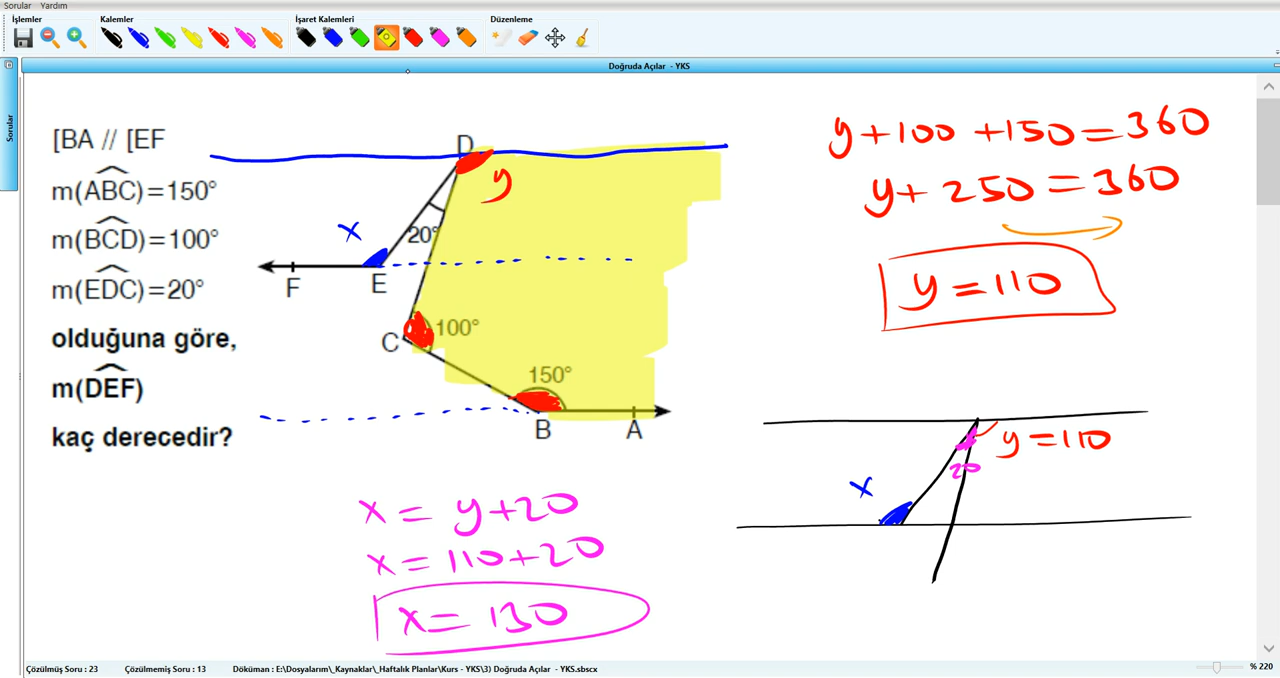 Sorular Yardım
İşlemler Kalemler İşaret Kalemleri Düzenleme
Doğruda Açılar - YKS
Sorular
[BA // [EF
m(ABC)=150°
m(BCD)=100°
m(EDC)=20°
olduğuna göre,
m(DEF)
kaç derecedir?
D
y
x
20°
F E
C 100°
150°
B A
y+100+150=360
y+250=360
y=110
x
20
y=110
x=y+20
x=110+20
x=130
Çözülmüş Soru : 23 Çözülmemiş Soru : 13 Döküman : E:\Dosyalarım\_Kaynaklar\_Haftalık Planlar\Kurs - YKS\3) Doğruda Açılar - YKS.sbscx % 220